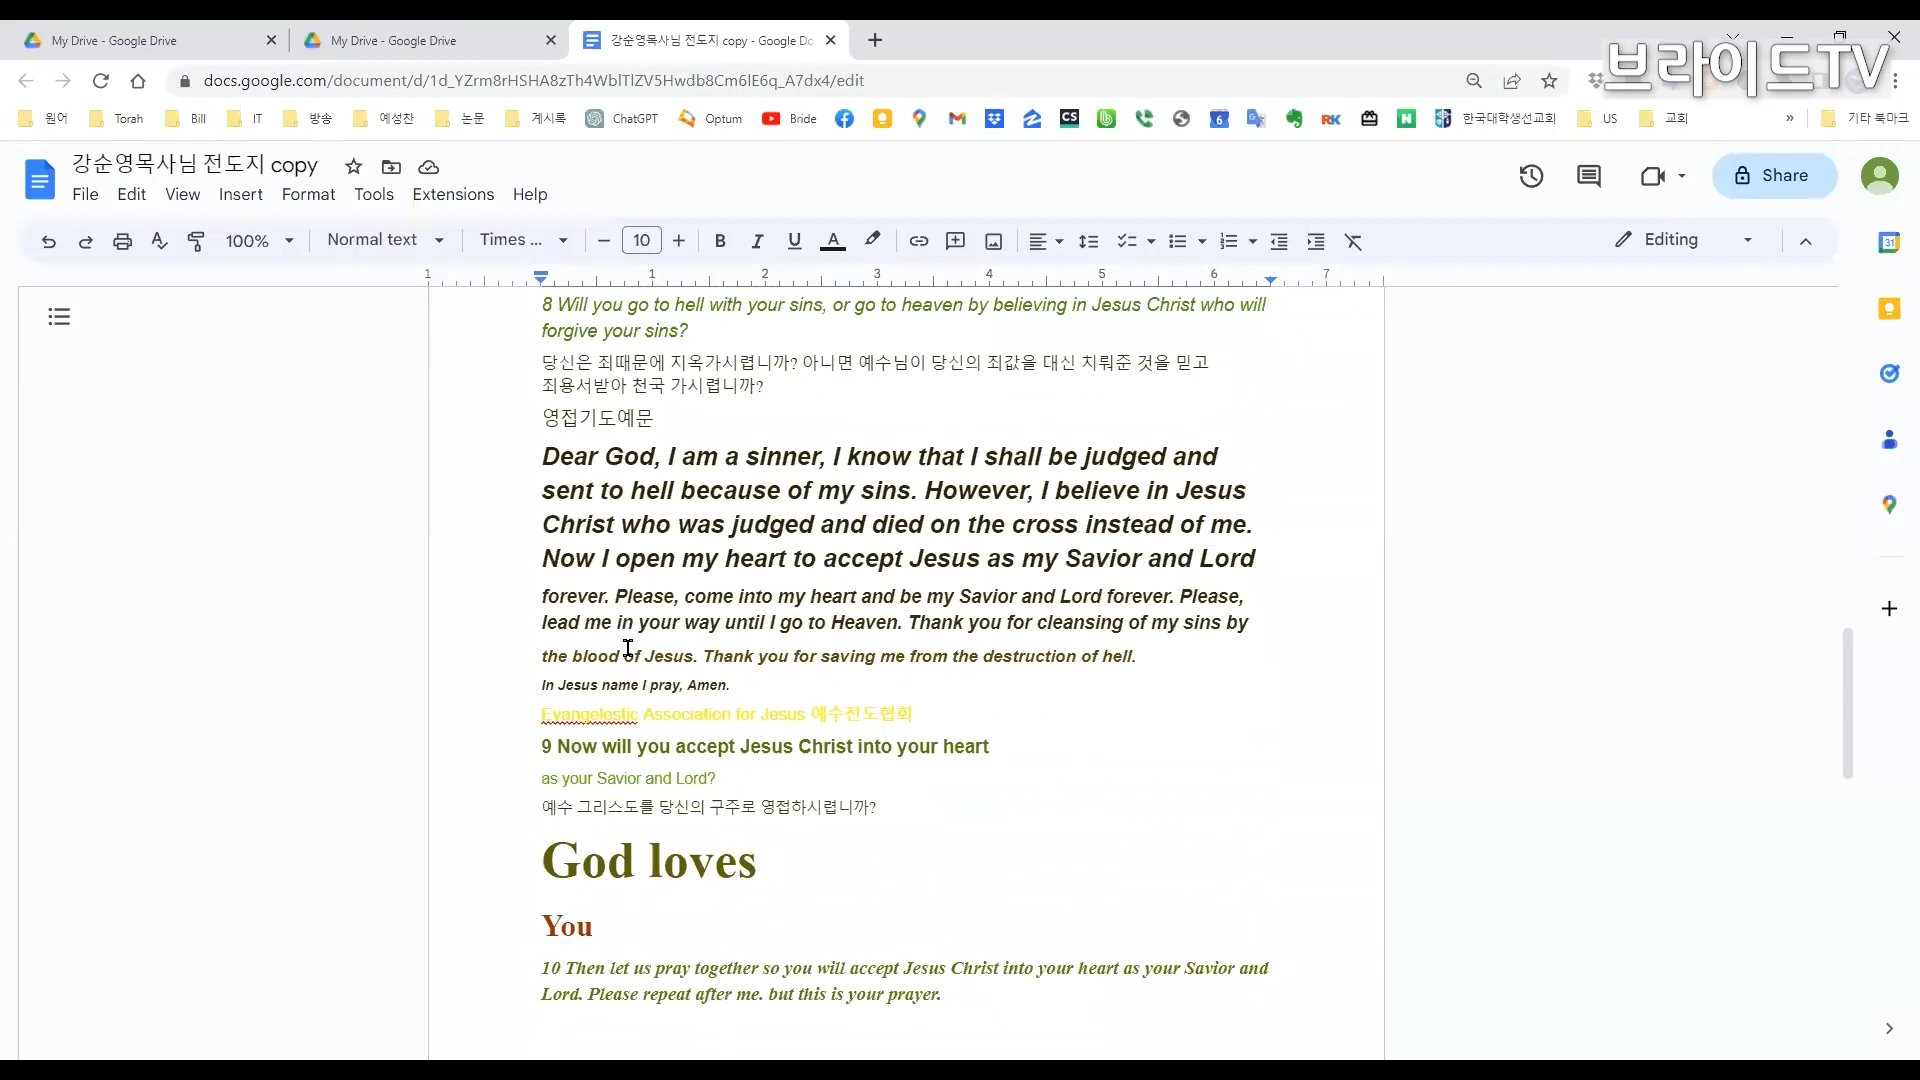 My Drive - Google Drive
My Drive - Google Drive
강순영목사님 전도지 copy - Google Do
브라이드TV
docs.google.com/document/d/1d_YZrm8rHSHA8zTh4WblTlZV5Hwdb8Cm6lE6q_A7dx4/edit
원어 Torah Bill IT 방송 예성찬 논문 계시록 ChatGPT Optum Bride 한국대학생선교회 US 교회 » 기타 북마크
강순영목사님 전도지 copy
File Edit View Insert Format Tools Extensions Help
Share
100% Normal text Times ... 10 B I U A Editing
1 1 2 3 4 5 6 7
8 Will you go to hell with your sins, or go to heaven by believing in Jesus Christ who will
forgive your sins?
당신은 죄때문에 지옥가시렵니까? 아니면 예수님이 당신의 죄값을 대신 치뤄준 것을 믿고
죄용서받아 천국 가시렵니까?
영접기도예문
Dear God, I am a sinner, I know that I shall be judged and
sent to hell because of my sins. However, I believe in Jesus
Christ who was judged and died on the cross instead of me.
Now I open my heart to accept Jesus as my Savior and Lord
forever. Please, come into my heart and be my Savior and Lord forever. Please,
lead me in your way until I go to Heaven. Thank you for cleansing of my sins by
the blood of Jesus. Thank you for saving me from the destruction of hell.
In Jesus name I pray, Amen.
Evangelestic Association for Jesus 애수전도협회
9 Now will you accept Jesus Christ into your heart
as your Savior and Lord?
예수 그리스도를 당신의 구주로 영접하시렵니까?
God loves
You
10 Then let us pray together so you will accept Jesus Christ into your heart as your Savior and
Lord. Please repeat after me. but this is your prayer.